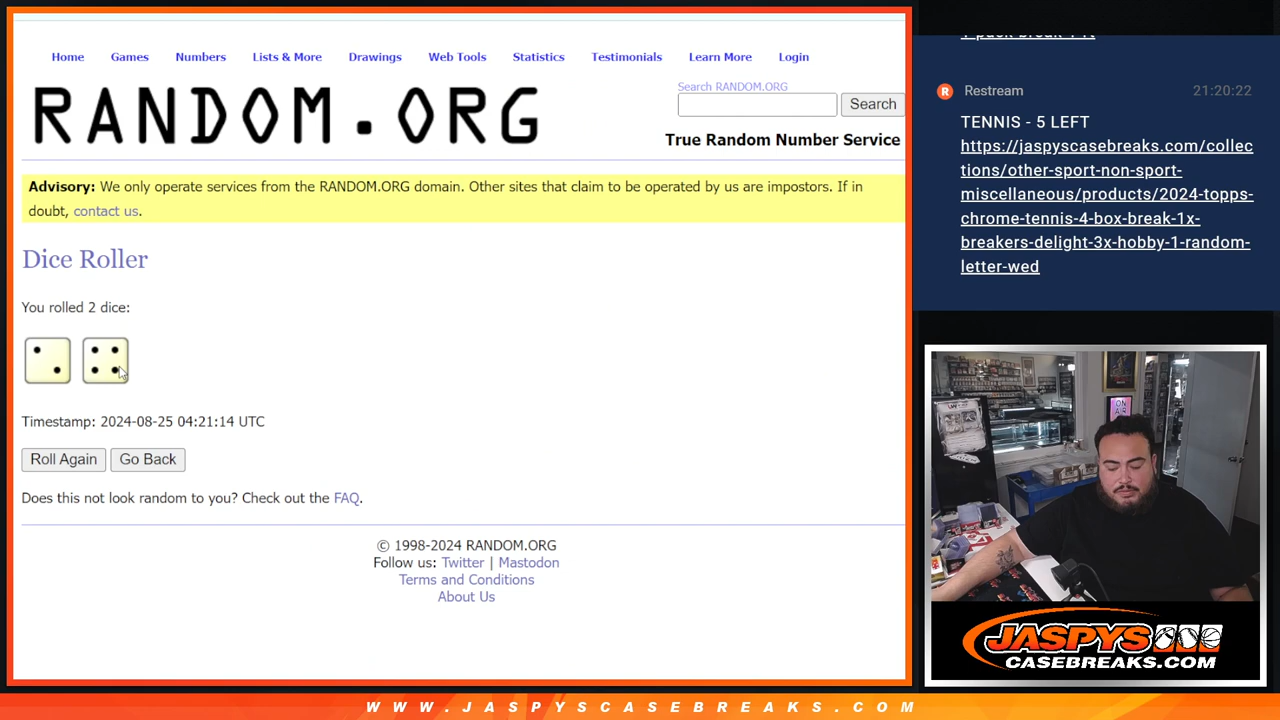 Home Games Numbers Lists & More Drawings Web Tools Statistics Testimonials Learn More Login
RANDOM.ORG
Search RANDOM.ORG
Search
True Random Number Service
Advisory: We only operate services from the RANDOM.ORG domain. Other sites that claim to be operated by us are impostors. If in
doubt, contact us.
Dice Roller
You rolled 2 dice:
Timestamp: 2024-08-25 04:21:14 UTC
Roll Again Go Back
Does this not look random to you? Check out the FAQ.
© 1998-2024 RANDOM.ORG
Follow us: Twitter | Mastodon
Terms and Conditions
About Us
Restream 21:20:22
TENNIS - 5 LEFT
https://jaspyscasebreaks.com/collec
tions/other-sport-non-sport-
miscellaneous/products/2024-topps-
chrome-tennis-4-box-break-1x-
breakers-delight-3x-hobby-1-random-
letter-wed
ON
AIR
JASPYS
CASEBREAKS.COM
WWW.JASPYSCASEBREAKS.COM